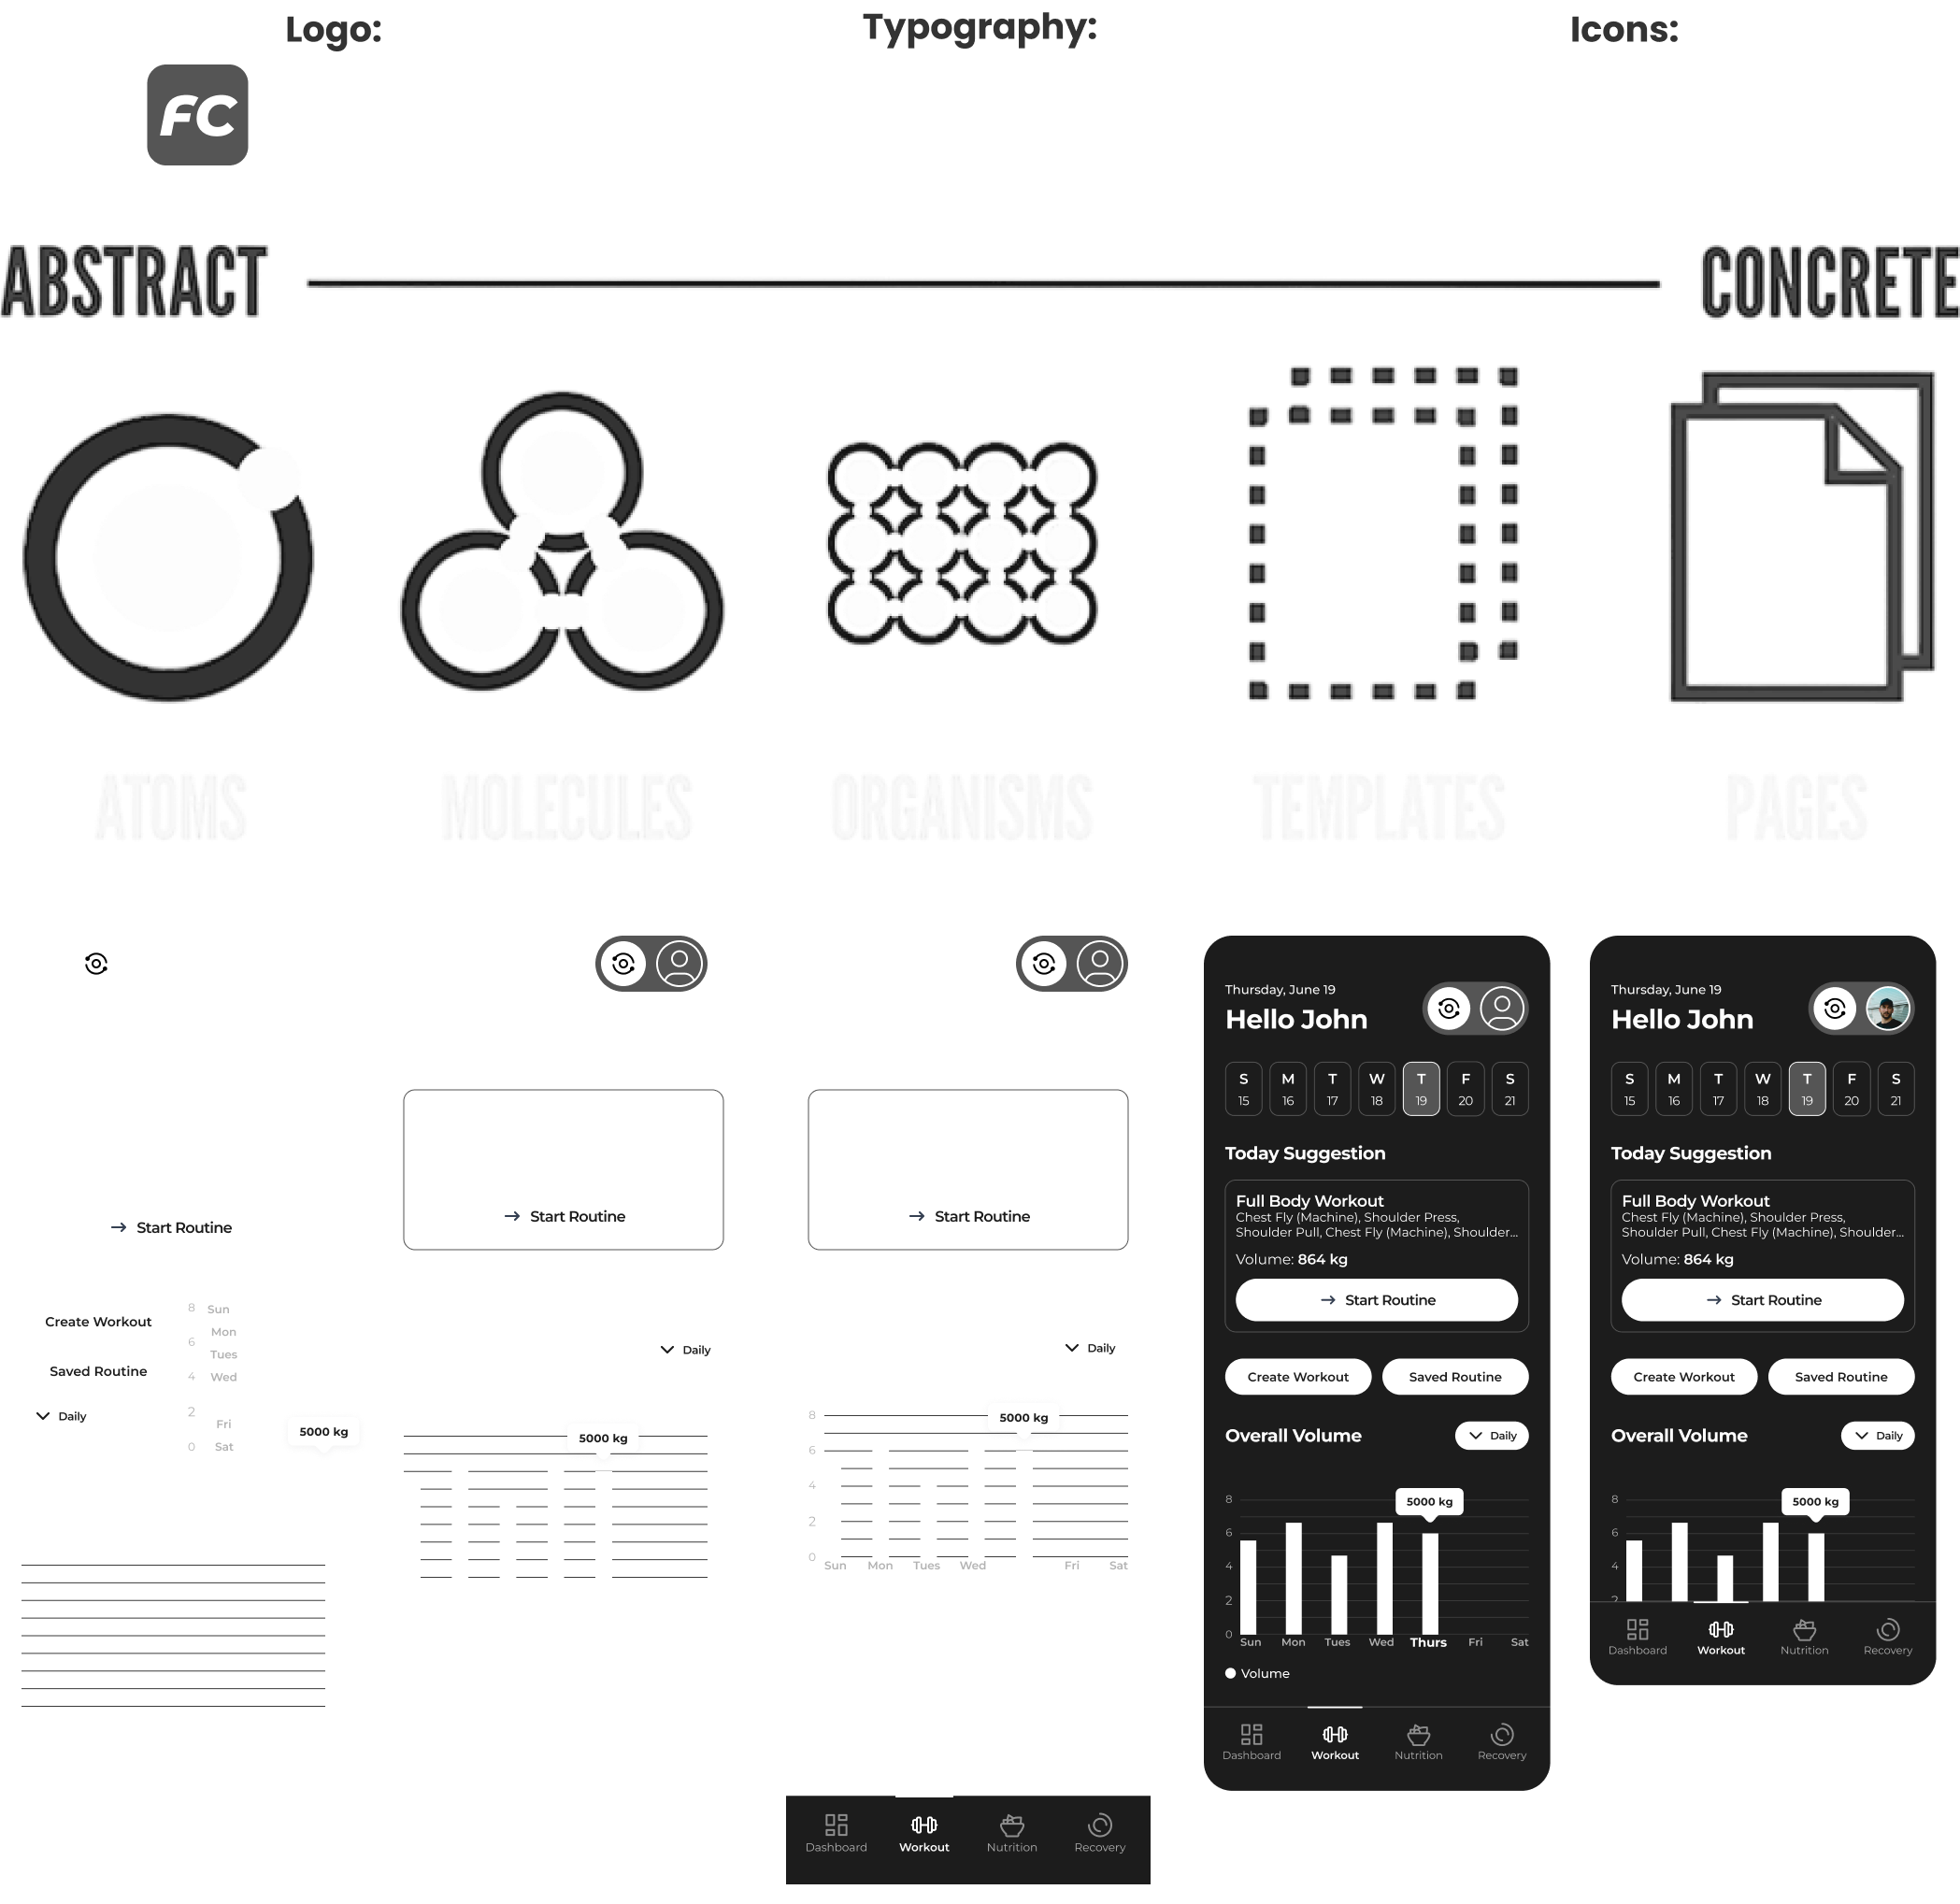 Logo:
Typography:
Icons:
FC
ABSTRACT
CONCRETE
ATOMS
MOLECULES
ORGANISMS
TEMPLATES
PAGES
Start Routine
Create Workout
Saved Routine
Daily
8
6
4
2
0
Sun
Mon
Tues
Wed
Fri
Sat
5000 kg
Start Routine
Daily
5000 kg
Start Routine
Daily
5000 kg
8
6
4
2
0
Sun Mon Tues Wed Fri Sat
Dashboard Workout Nutrition Recovery
Thursday, June 19
Hello John
S M T W T F S
15 16 17 18 19 20 21
Today Suggestion
Full Body Workout
Chest Fly (Machine), Shoulder Press,
Shoulder Pull, Chest Fly (Machine), Shoulder...
Volume: 864 kg
Start Routine
Create Workout Saved Routine
Overall Volume Daily
5000 kg
8
6
4
2
0
Sun Mon Tues Wed Thurs Fri Sat
Volume
Dashboard Workout Nutrition Recovery
Thursday, June 19
Hello John
S M T W T F S
15 16 17 18 19 20 21
Today Suggestion
Full Body Workout
Chest Fly (Machine), Shoulder Press,
Shoulder Pull, Chest Fly (Machine), Shoulder...
Volume: 864 kg
Start Routine
Create Workout Saved Routine
Overall Volume Daily
5000 kg
8
6
4
2
Dashboard Workout Nutrition Recovery